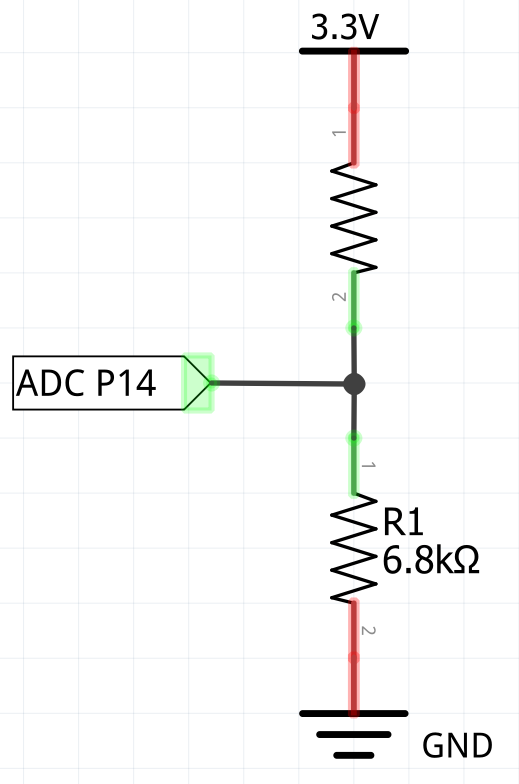 3.3V
1
2
ADC P14
1
R1
6.8kΩ
2
GND